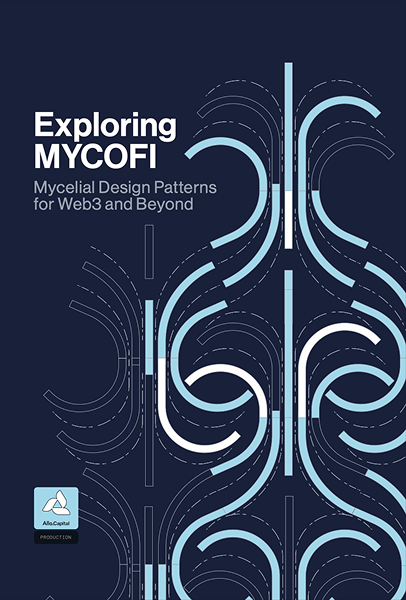 Exploring
MYCOFI
Mycelial Design Patterns
for Web3 and Beyond
Allo.Capital
PRODUCTION